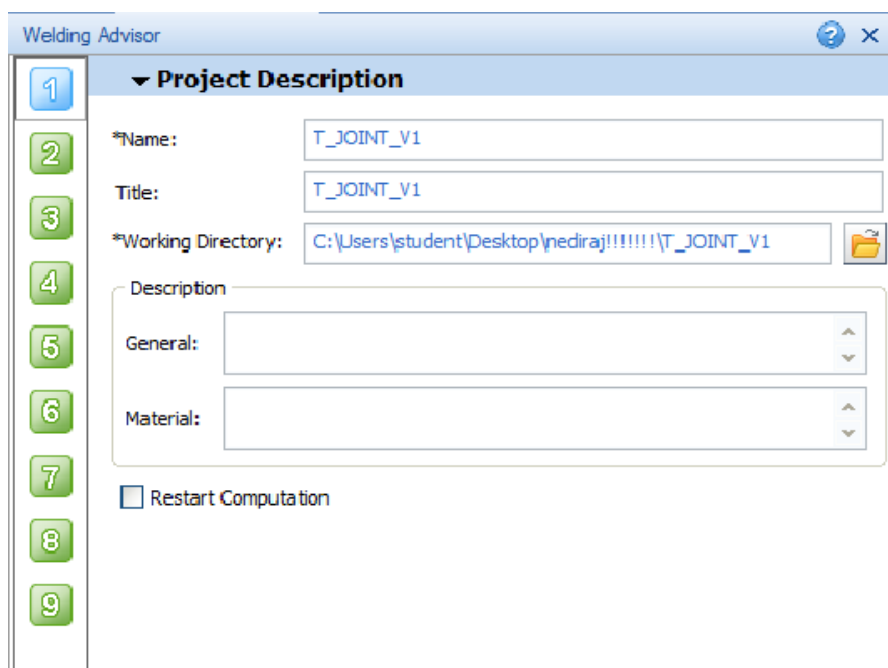 Welding Advisor
1
Project Description
2
*Name: T_JOINT_V1
3
Title: T_JOINT_V1
*Working Directory: C:\Users\student\Desktop\nediraj!!!!!!!!\T_JOINT_V1
4
Description
5
General:
6
Material:
7
Restart Computation
8
9